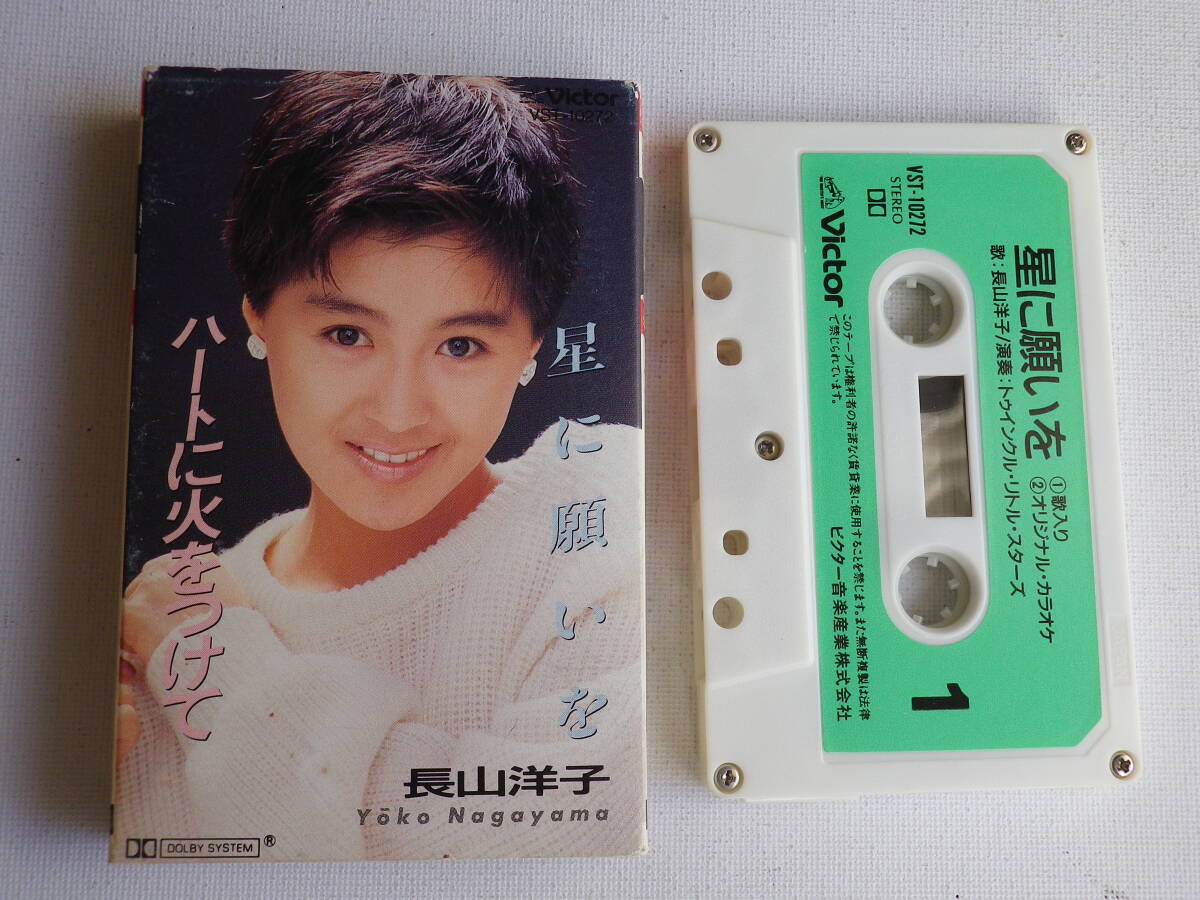 Victor
VST-10272
星に願いを
ハートに火をつけて
長山洋子
Yōko Nagayama
DOLBY SYSTEM ®
VST-10272
STEREO
Victor
星に願いを
①歌入り
②オリジナル・カラオケ
歌：長山洋子/演奏：トゥインクル・リトル・スターズ
1
このテープは権利者の許諾なく賃貸業に使用することを禁じます。また無断複製は法律
で禁じられています。
ビクター音楽産業株式会社